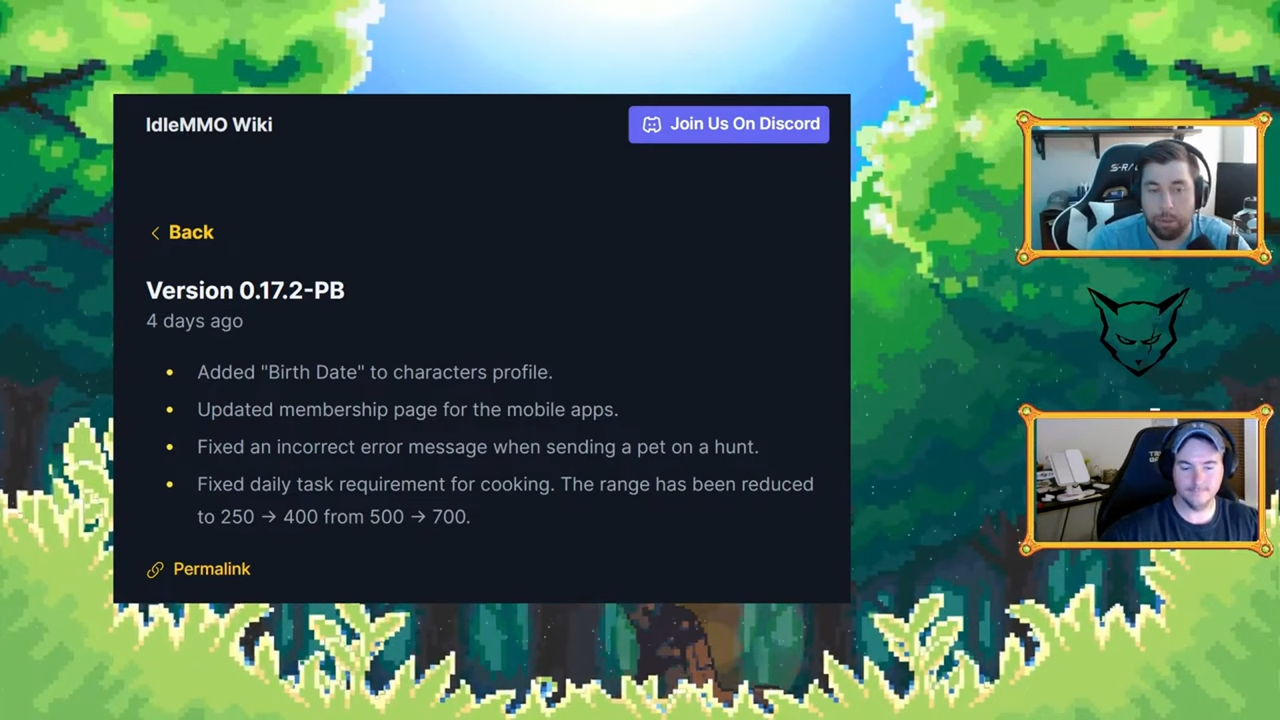 IdleMMO Wiki
Join Us On Discord
Back
Version 0.17.2-PB
4 days ago
Added "Birth Date" to characters profile.
Updated membership page for the mobile apps.
Fixed an incorrect error message when sending a pet on a hunt.
Fixed daily task requirement for cooking. The range has been reduced
to 250 → 400 from 500 → 700.
Permalink